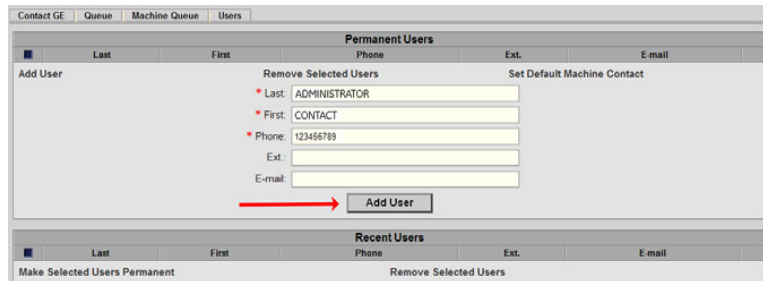 Contact GE Queue Machine Queue Users
Permanent Users
Last First Phone Ext. E-mail
Add User Remove Selected Users Set Default Machine Contact
* Last: ADMINISTRATOR
* First: CONTACT
* Phone: 123456789
Ext.:
E-mail:
Add User
Recent Users
Last First Phone Ext. E-mail
Make Selected Users Permanent Remove Selected Users